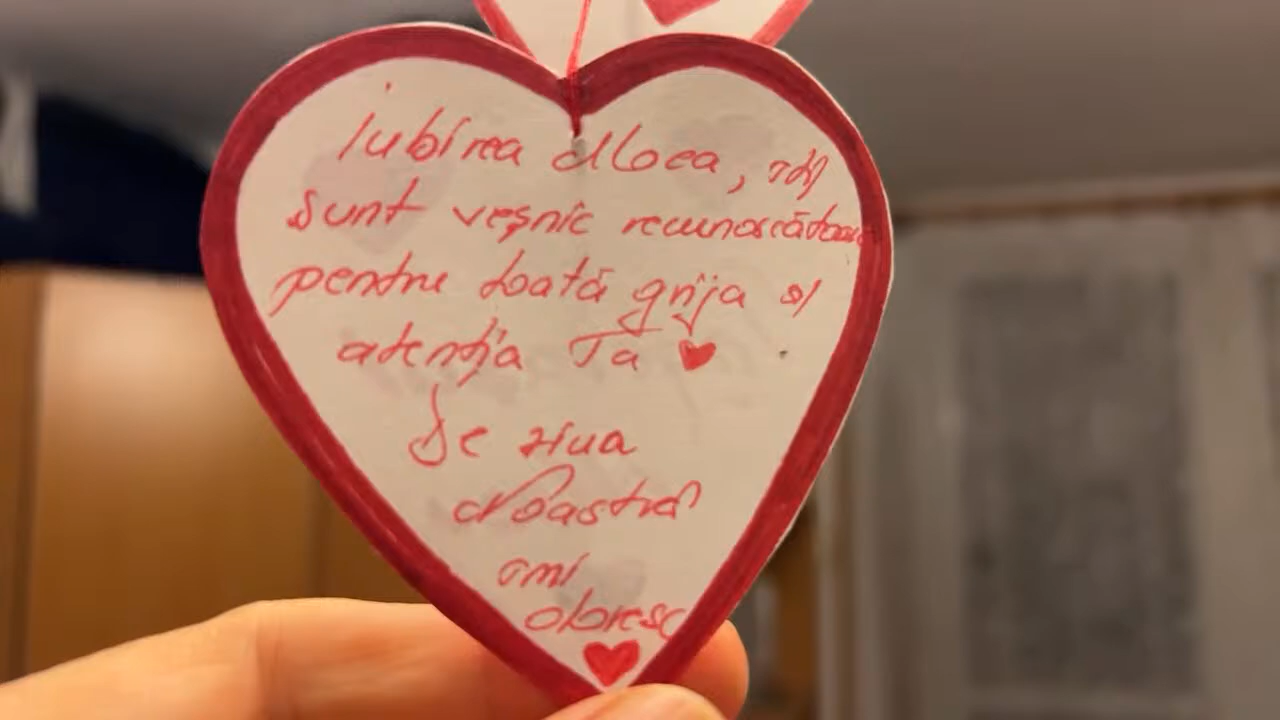 Iubirea Mea, îți
sunt veșnic recunoscătoare
pentru toată grija și
atenția Ta
De ziua
Noastră
îmi
doresc